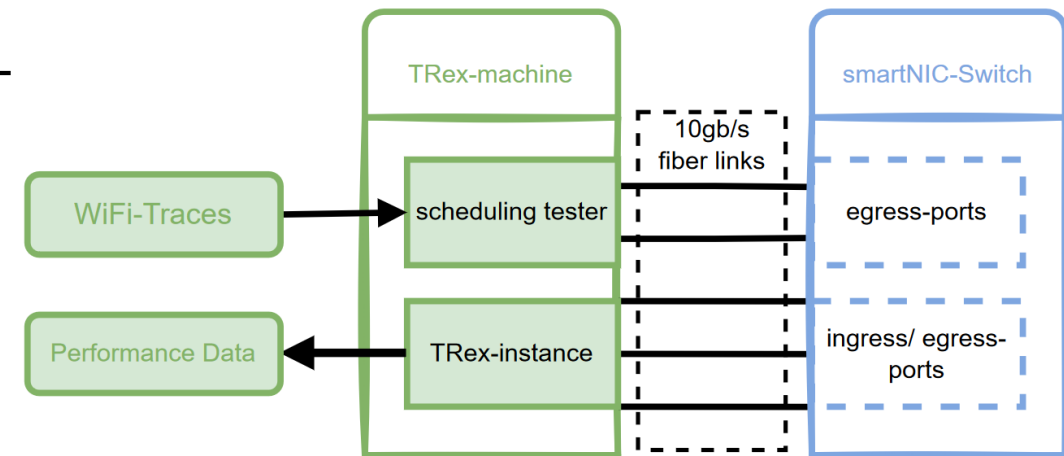 TRex-machine
smartNIC-Switch
10gb/s
fiber links
WiFi-Traces
scheduling tester
egress-ports
Performance Data
TRex-instance
ingress/ egress-
ports